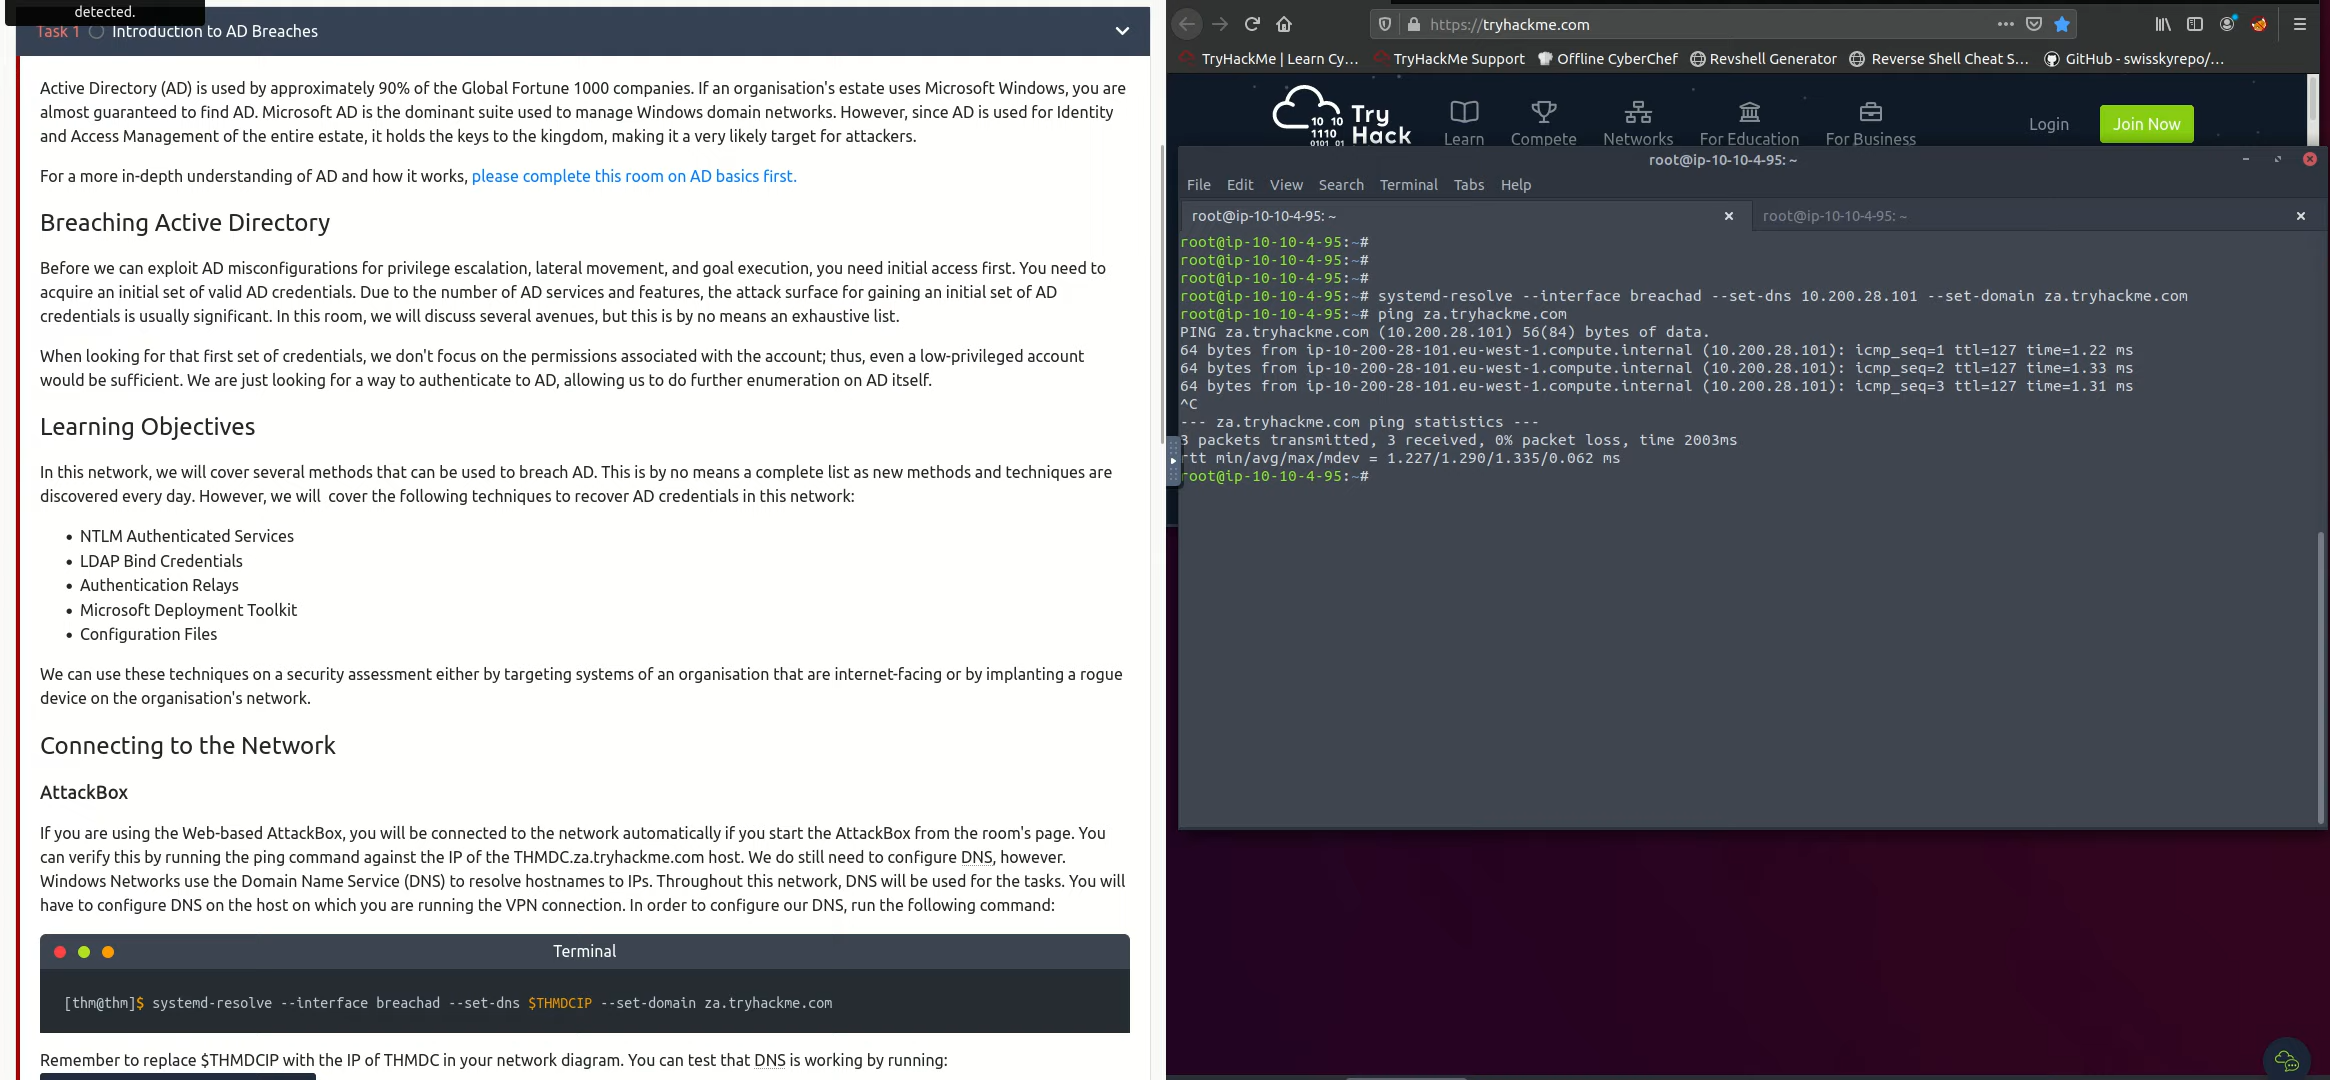 detected.
Task 1 Introduction to AD Breaches
Active Directory (AD) is used by approximately 90% of the Global Fortune 1000 companies. If an organisation's estate uses Microsoft Windows, you are
almost guaranteed to find AD. Microsoft AD is the dominant suite used to manage Windows domain networks. However, since AD is used for Identity
and Access Management of the entire estate, it holds the keys to the kingdom, making it a very likely target for attackers.
For a more in-depth understanding of AD and how it works, please complete this room on AD basics first.
Breaching Active Directory
Before we can exploit AD misconfigurations for privilege escalation, lateral movement, and goal execution, you need initial access first. You need to
acquire an initial set of valid AD credentials. Due to the number of AD services and features, the attack surface for gaining an initial set of AD
credentials is usually significant. In this room, we will discuss several avenues, but this is by no means an exhaustive list.
When looking for that first set of credentials, we don't focus on the permissions associated with the account; thus, even a low-privileged account
would be sufficient. We are just looking for a way to authenticate to AD, allowing us to do further enumeration on AD itself.
Learning Objectives
In this network, we will cover several methods that can be used to breach AD. This is by no means a complete list as new methods and techniques are
discovered every day. However, we will  cover the following techniques to recover AD credentials in this network:
• NTLM Authenticated Services
• LDAP Bind Credentials
• Authentication Relays
• Microsoft Deployment Toolkit
• Configuration Files
We can use these techniques on a security assessment either by targeting systems of an organisation that are internet-facing or by implanting a rogue
device on the organisation's network.
Connecting to the Network
AttackBox
If you are using the Web-based AttackBox, you will be connected to the network automatically if you start the AttackBox from the room's page. You
can verify this by running the ping command against the IP of the THMDC.za.tryhackme.com host. We do still need to configure DNS, however.
Windows Networks use the Domain Name Service (DNS) to resolve hostnames to IPs. Throughout this network, DNS will be used for the tasks. You will
have to configure DNS on the host on which you are running the VPN connection. In order to configure our DNS, run the following command:
Terminal
[thm@thm]$ systemd-resolve --interface breachad --set-dns $THMDCIP --set-domain za.tryhackme.com
Remember to replace $THMDCIP with the IP of THMDC in your network diagram. You can test that DNS is working by running:
https://tryhackme.com
TryHackMe | Learn Cy… TryHackMe Support Offline CyberChef Revshell Generator Reverse Shell Cheat S… GitHub - swisskyrepo/…
Try
Hack
10 10
1110
0101 01
Learn Compete Networks For Education For Business Login Join Now
root@ip-10-10-4-95: ~
File Edit View Search Terminal Tabs Help
root@ip-10-10-4-95: ~ root@ip-10-10-4-95: ~
root@ip-10-10-4-95:~#
root@ip-10-10-4-95:~#
root@ip-10-10-4-95:~#
root@ip-10-10-4-95:~# systemd-resolve --interface breachad --set-dns 10.200.28.101 --set-domain za.tryhackme.com
root@ip-10-10-4-95:~# ping za.tryhackme.com
PING za.tryhackme.com (10.200.28.101) 56(84) bytes of data.
64 bytes from ip-10-200-28-101.eu-west-1.compute.internal (10.200.28.101): icmp_seq=1 ttl=127 time=1.22 ms
64 bytes from ip-10-200-28-101.eu-west-1.compute.internal (10.200.28.101): icmp_seq=2 ttl=127 time=1.33 ms
64 bytes from ip-10-200-28-101.eu-west-1.compute.internal (10.200.28.101): icmp_seq=3 ttl=127 time=1.31 ms
^C
--- za.tryhackme.com ping statistics ---
3 packets transmitted, 3 received, 0% packet loss, time 2003ms
rtt min/avg/max/mdev = 1.227/1.290/1.335/0.062 ms
root@ip-10-10-4-95:~#